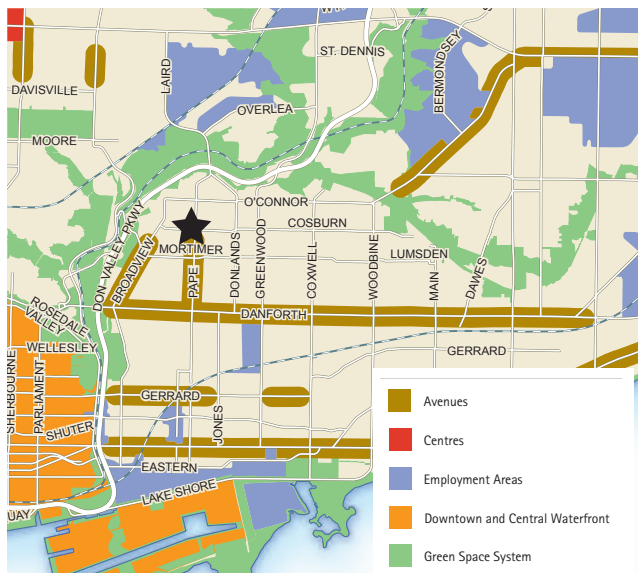 ST. DENNIS
BERMONDSEY
LAIRD
DAVISVILLE
OVERLEA
MOORE
O'CONNOR
COSBURN
DON VALLEY PKWY
BROADVIEW
MORTIMER
LUMSDEN
PAPE
DONLANDS
GREENWOOD
COXWELL
WOODBINE
MAIN
DAWES
ROSEDALE
VALLEY
DANFORTH
WELLESLEY
GERRARD
SHERBOURNE
PARLIAMENT
GERRARD
SHUTER
JONES
EASTERN
LAKE SHORE
UAY
Avenues
Centres
Employment Areas
Downtown and Central Waterfront
Green Space System